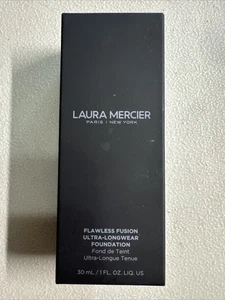 LAURA MERCIER
PARIS | NEW YORK
FLAWLESS FUSION
ULTRA-LONGWEAR
FOUNDATION
Fond de Teint
Ultra-Longue Tenue
30 mL / 1 FL. OZ. LIQ. US